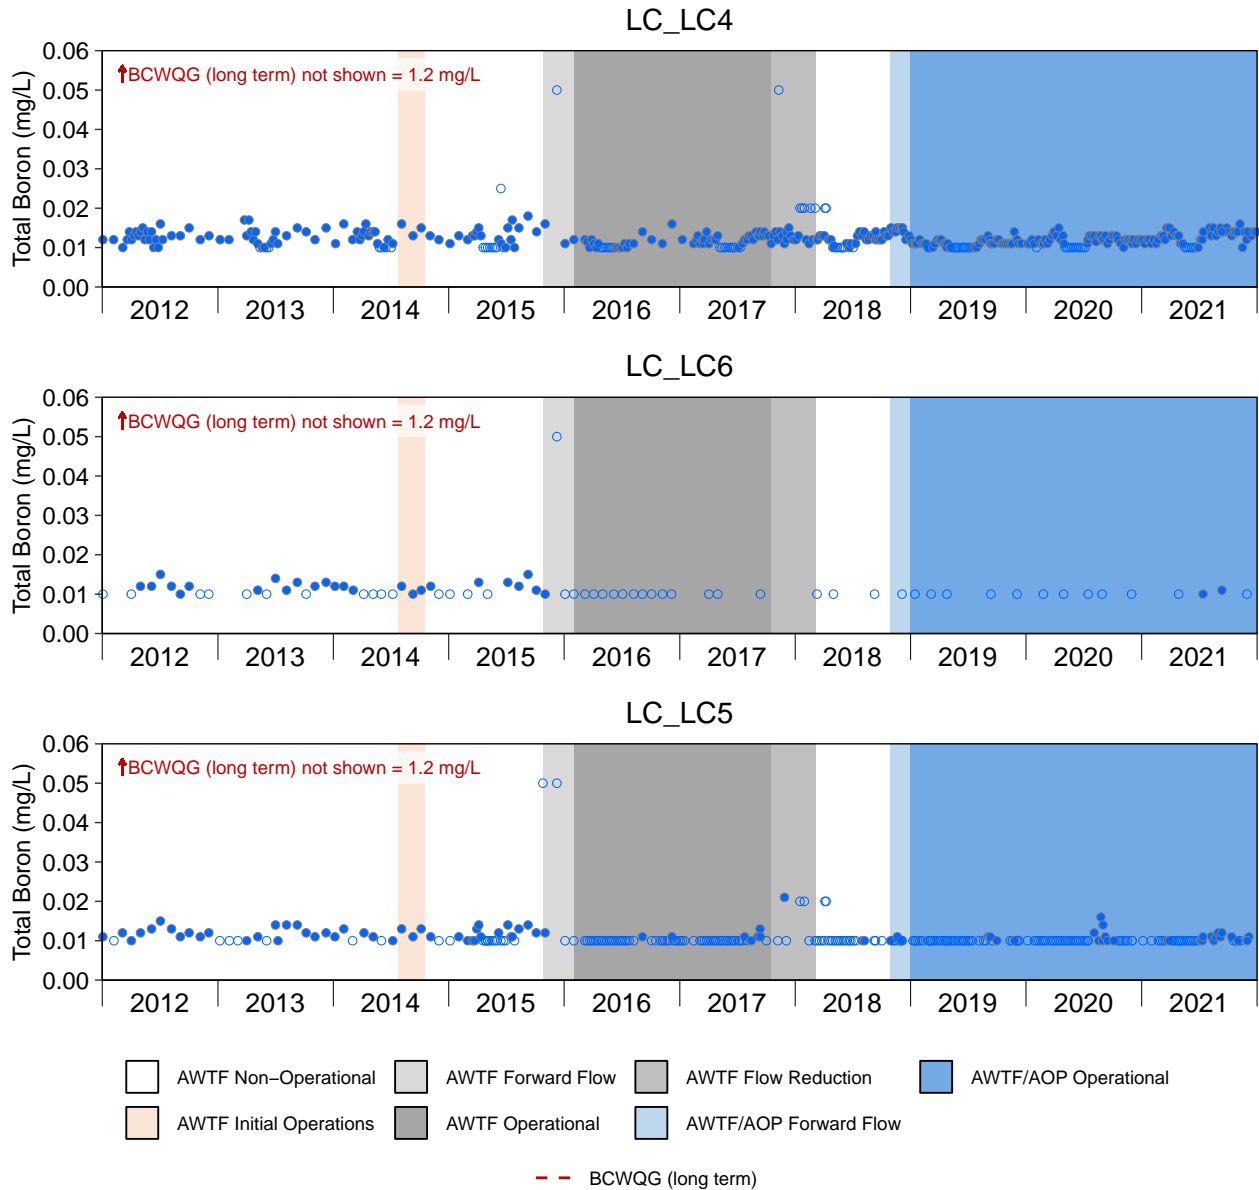 LC_LC4
Total Boron (mg/L)
0.06
0.05
0.04
0.03
0.02
0.01
0.00
BCWQG (long term) not shown = 1.2 mg/L
2012 2013 2014 2015 2016 2017 2018 2019 2020 2021
LC_LC6
Total Boron (mg/L)
0.06
0.05
0.04
0.03
0.02
0.01
0.00
BCWQG (long term) not shown = 1.2 mg/L
2012 2013 2014 2015 2016 2017 2018 2019 2020 2021
LC_LC5
Total Boron (mg/L)
0.06
0.05
0.04
0.03
0.02
0.01
0.00
BCWQG (long term) not shown = 1.2 mg/L
2012 2013 2014 2015 2016 2017 2018 2019 2020 2021
AWTF Non−Operational AWTF Forward Flow AWTF Flow Reduction AWTF/AOP Operational
AWTF Initial Operations AWTF Operational AWTF/AOP Forward Flow
BCWQG (long term)